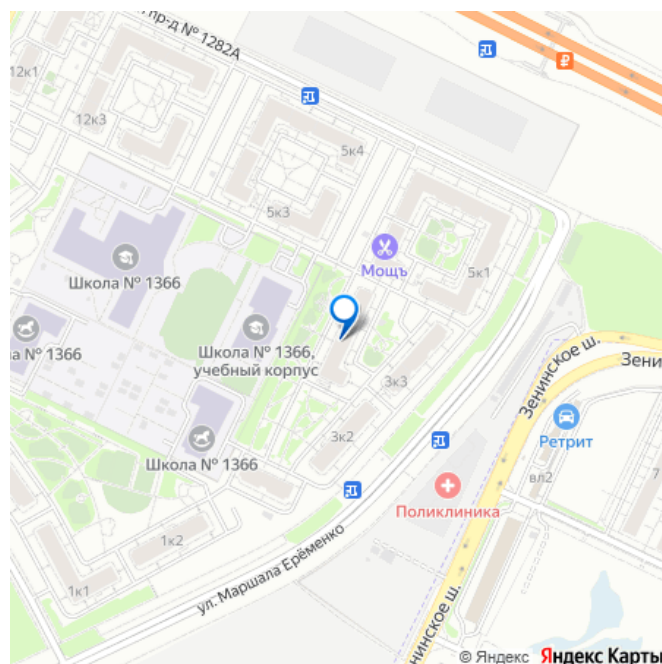 пр-д № 1282А
12к1
12к3
5к4
5к3
Мощъ
5к1
Школа № 1366
Школа № 1366,
учебный корпус
а № 1366
Зенинское ш.
Зени
3к3
Ретрит
3к2
Школа № 1366
вл2
7
Поликлиника
1к2
ул. Маршала Ерёменко
1к1
нинское ш.
© Яндекс Яндекс Карты